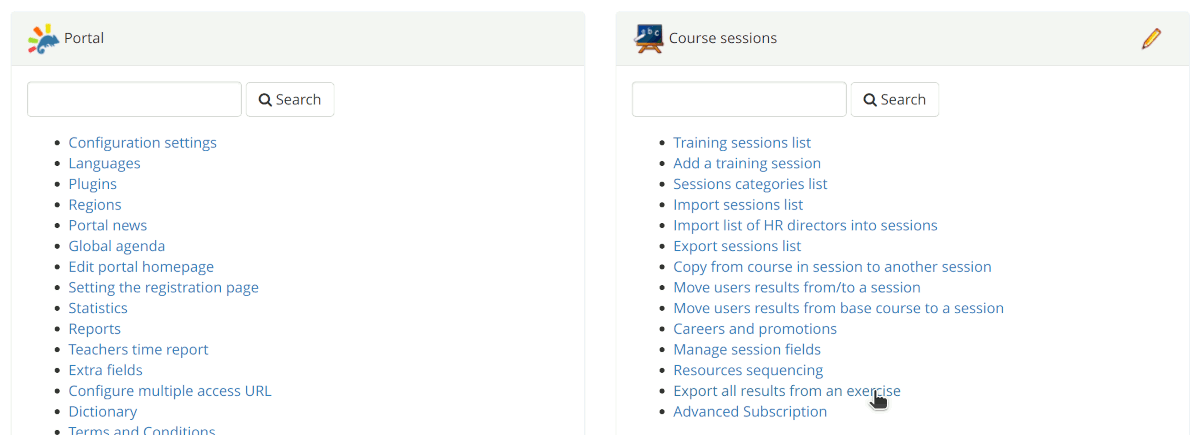 Portal
Search
Configuration settings
Languages
Plugins
Regions
Portal news
Global agenda
Edit portal homepage
Setting the registration page
Statistics
Reports
Teachers time report
Extra fields
Configure multiple access URL
Dictionary
Terms and Conditions
Course sessions
Search
Training sessions list
Add a training session
Sessions categories list
Import sessions list
Import list of HR directors into sessions
Export sessions list
Copy from course in session to another session
Move users results from/to a session
Move users results from base course to a session
Careers and promotions
Manage session fields
Resources sequencing
Export all results from an exercise
Advanced Subscription